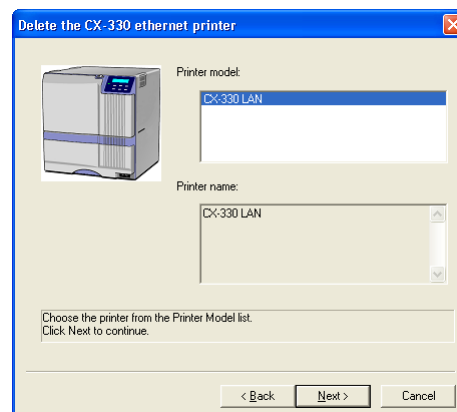 Delete the CX-330 ethernet printer
Printer model:
CX-330 LAN
Printer name:
CX-330 LAN
Choose the printer from the Printer Model list.
Click Next to continue.
< Back
Next >
Cancel